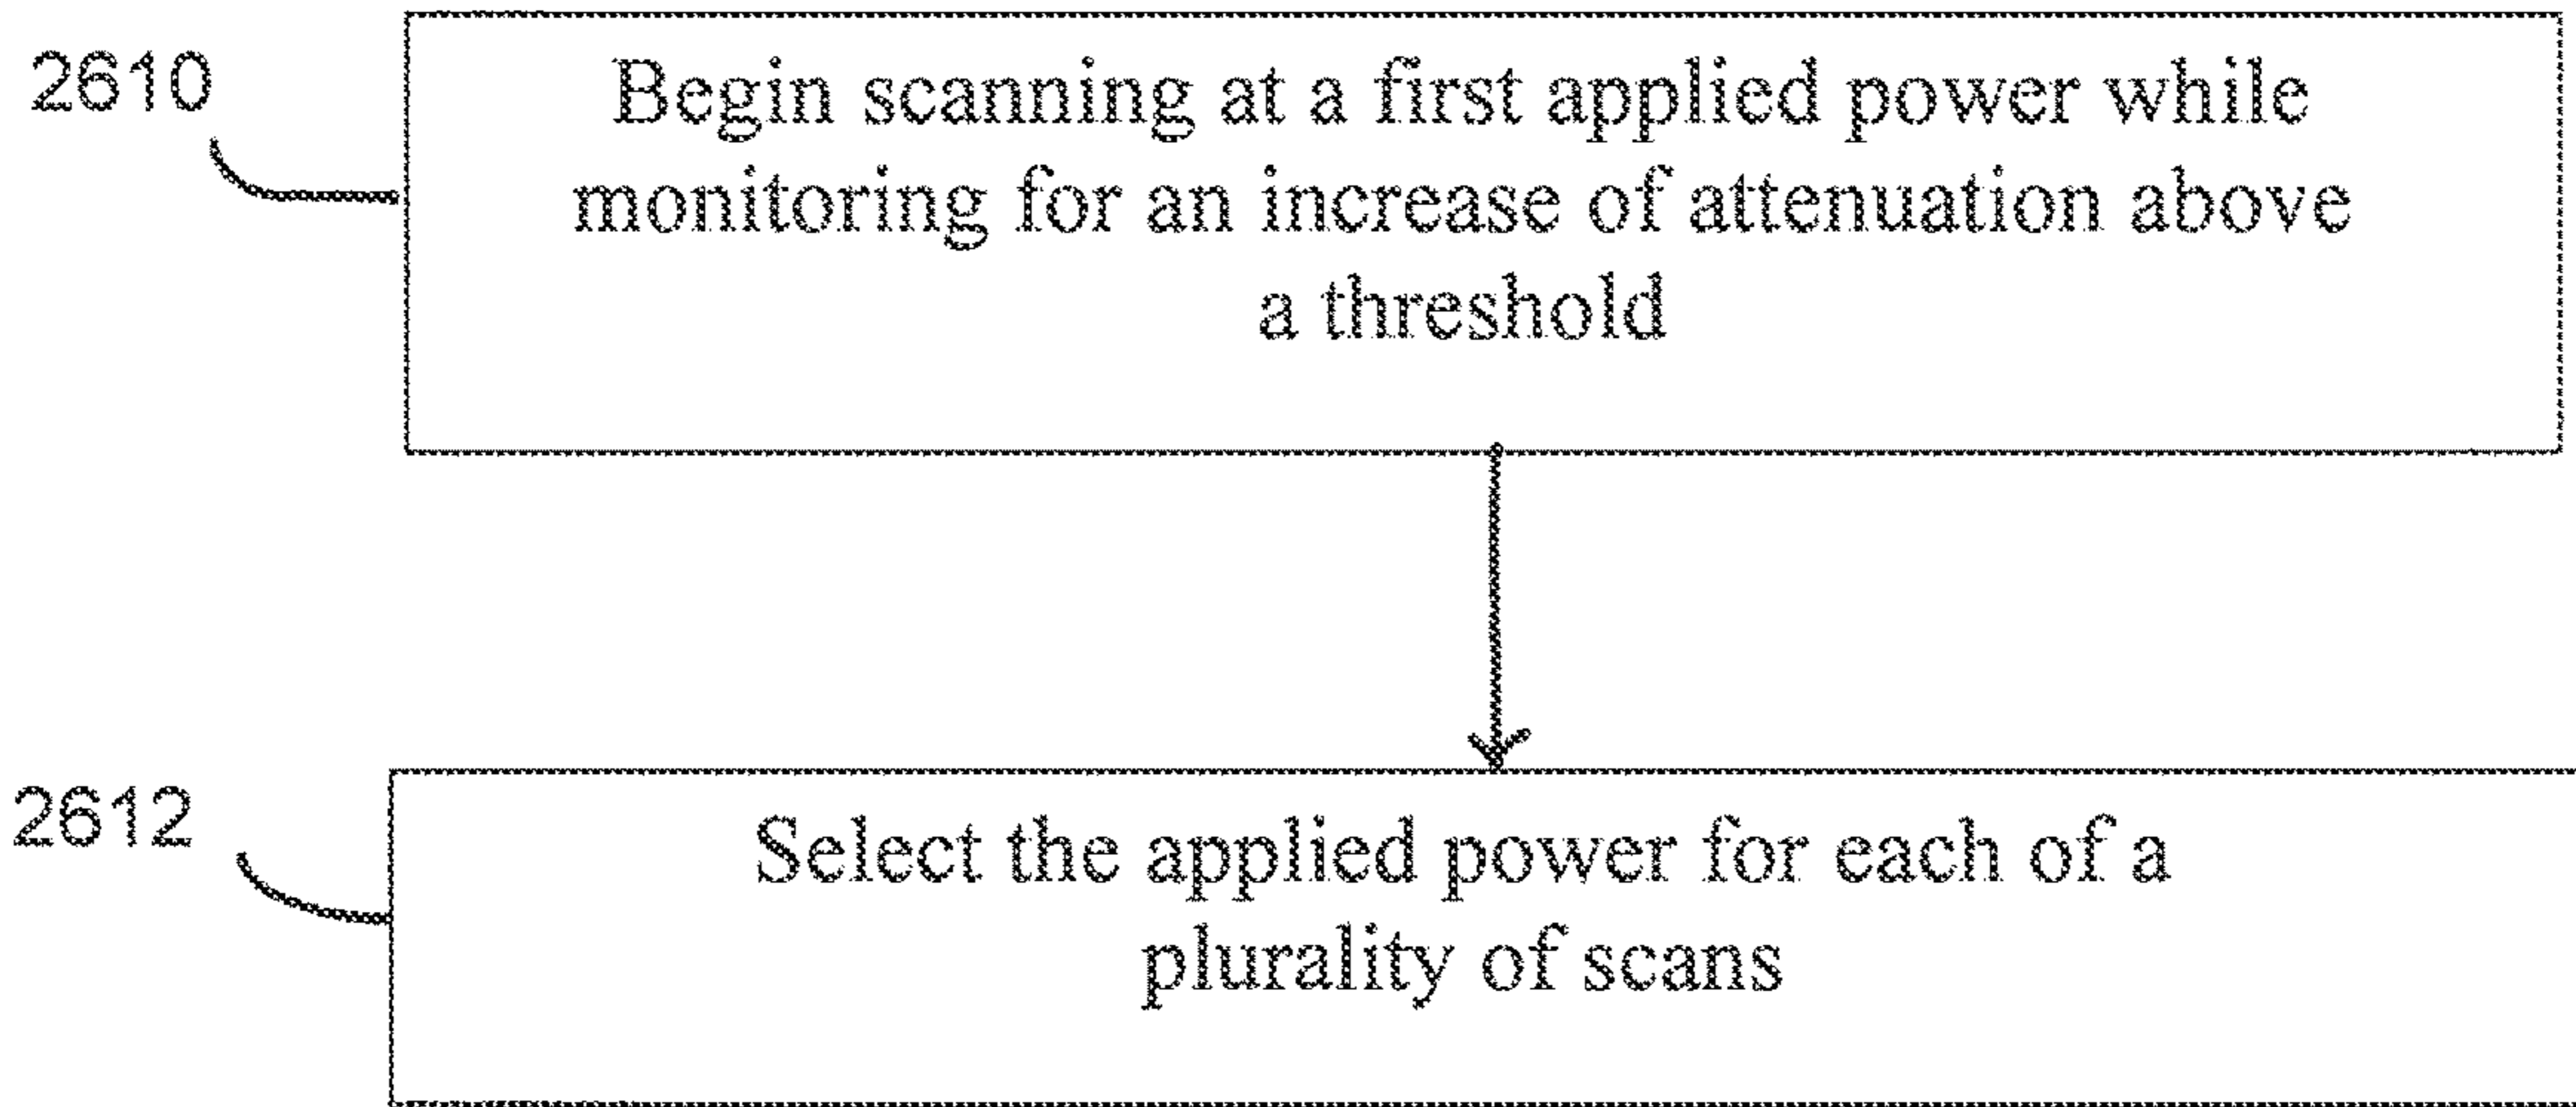 2610
Begin scanning at a first applied power while
monitoring for an increase of attenuation above
a threshold
2612
Select the applied power for each of a
plurality of scans